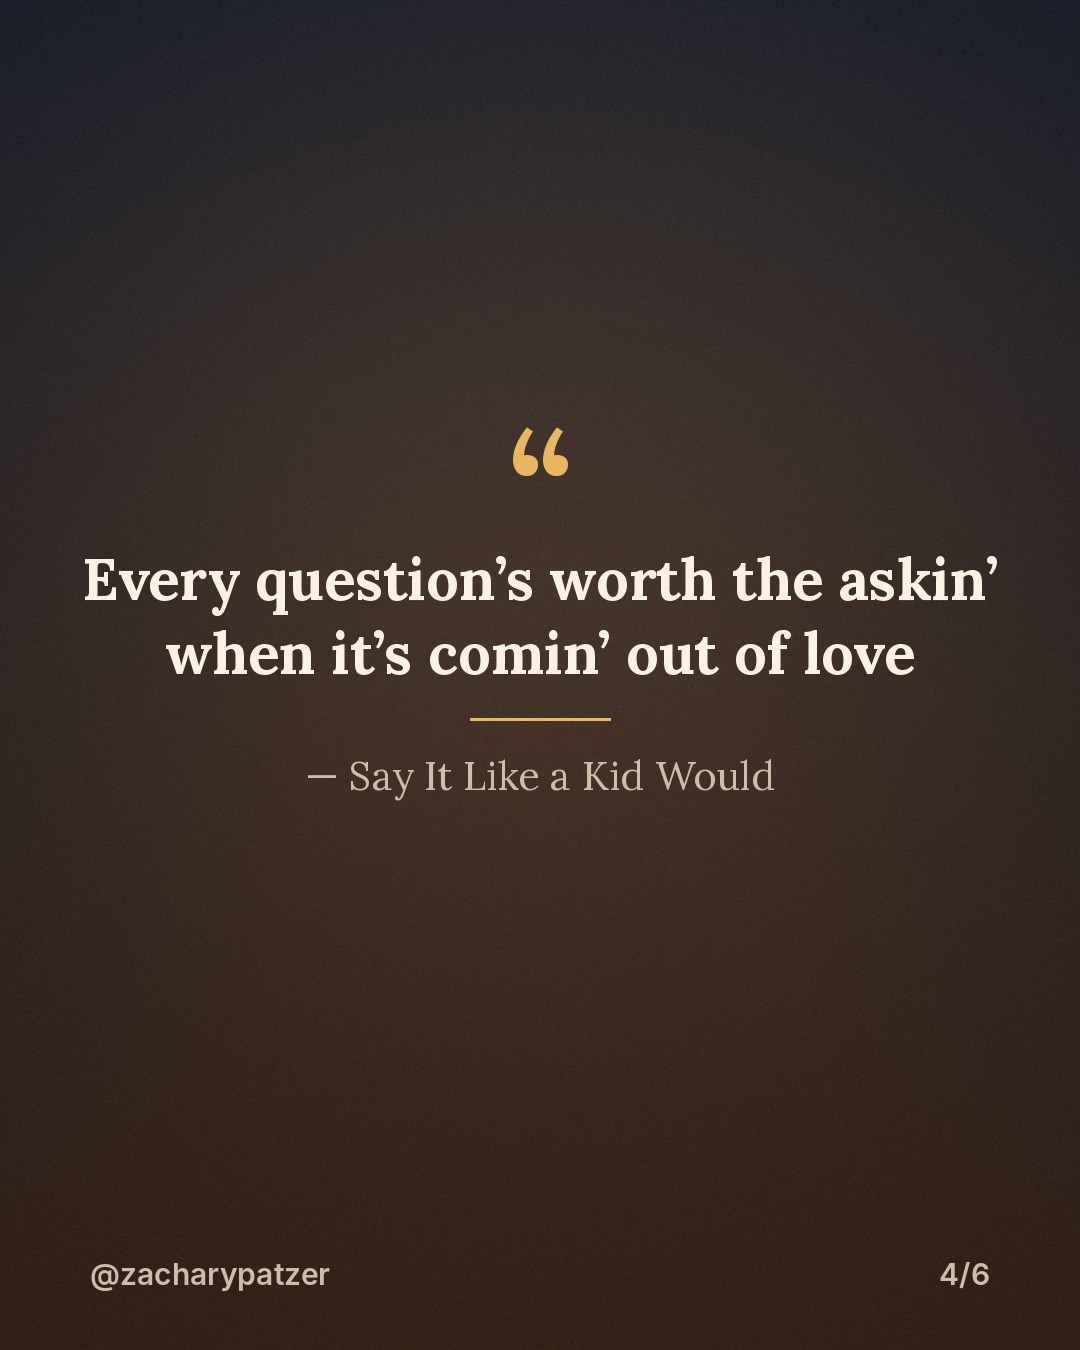 “
Every question’s worth the askin’
when it’s comin’ out of love
— Say It Like a Kid Would
@zacharypatzer
4/6